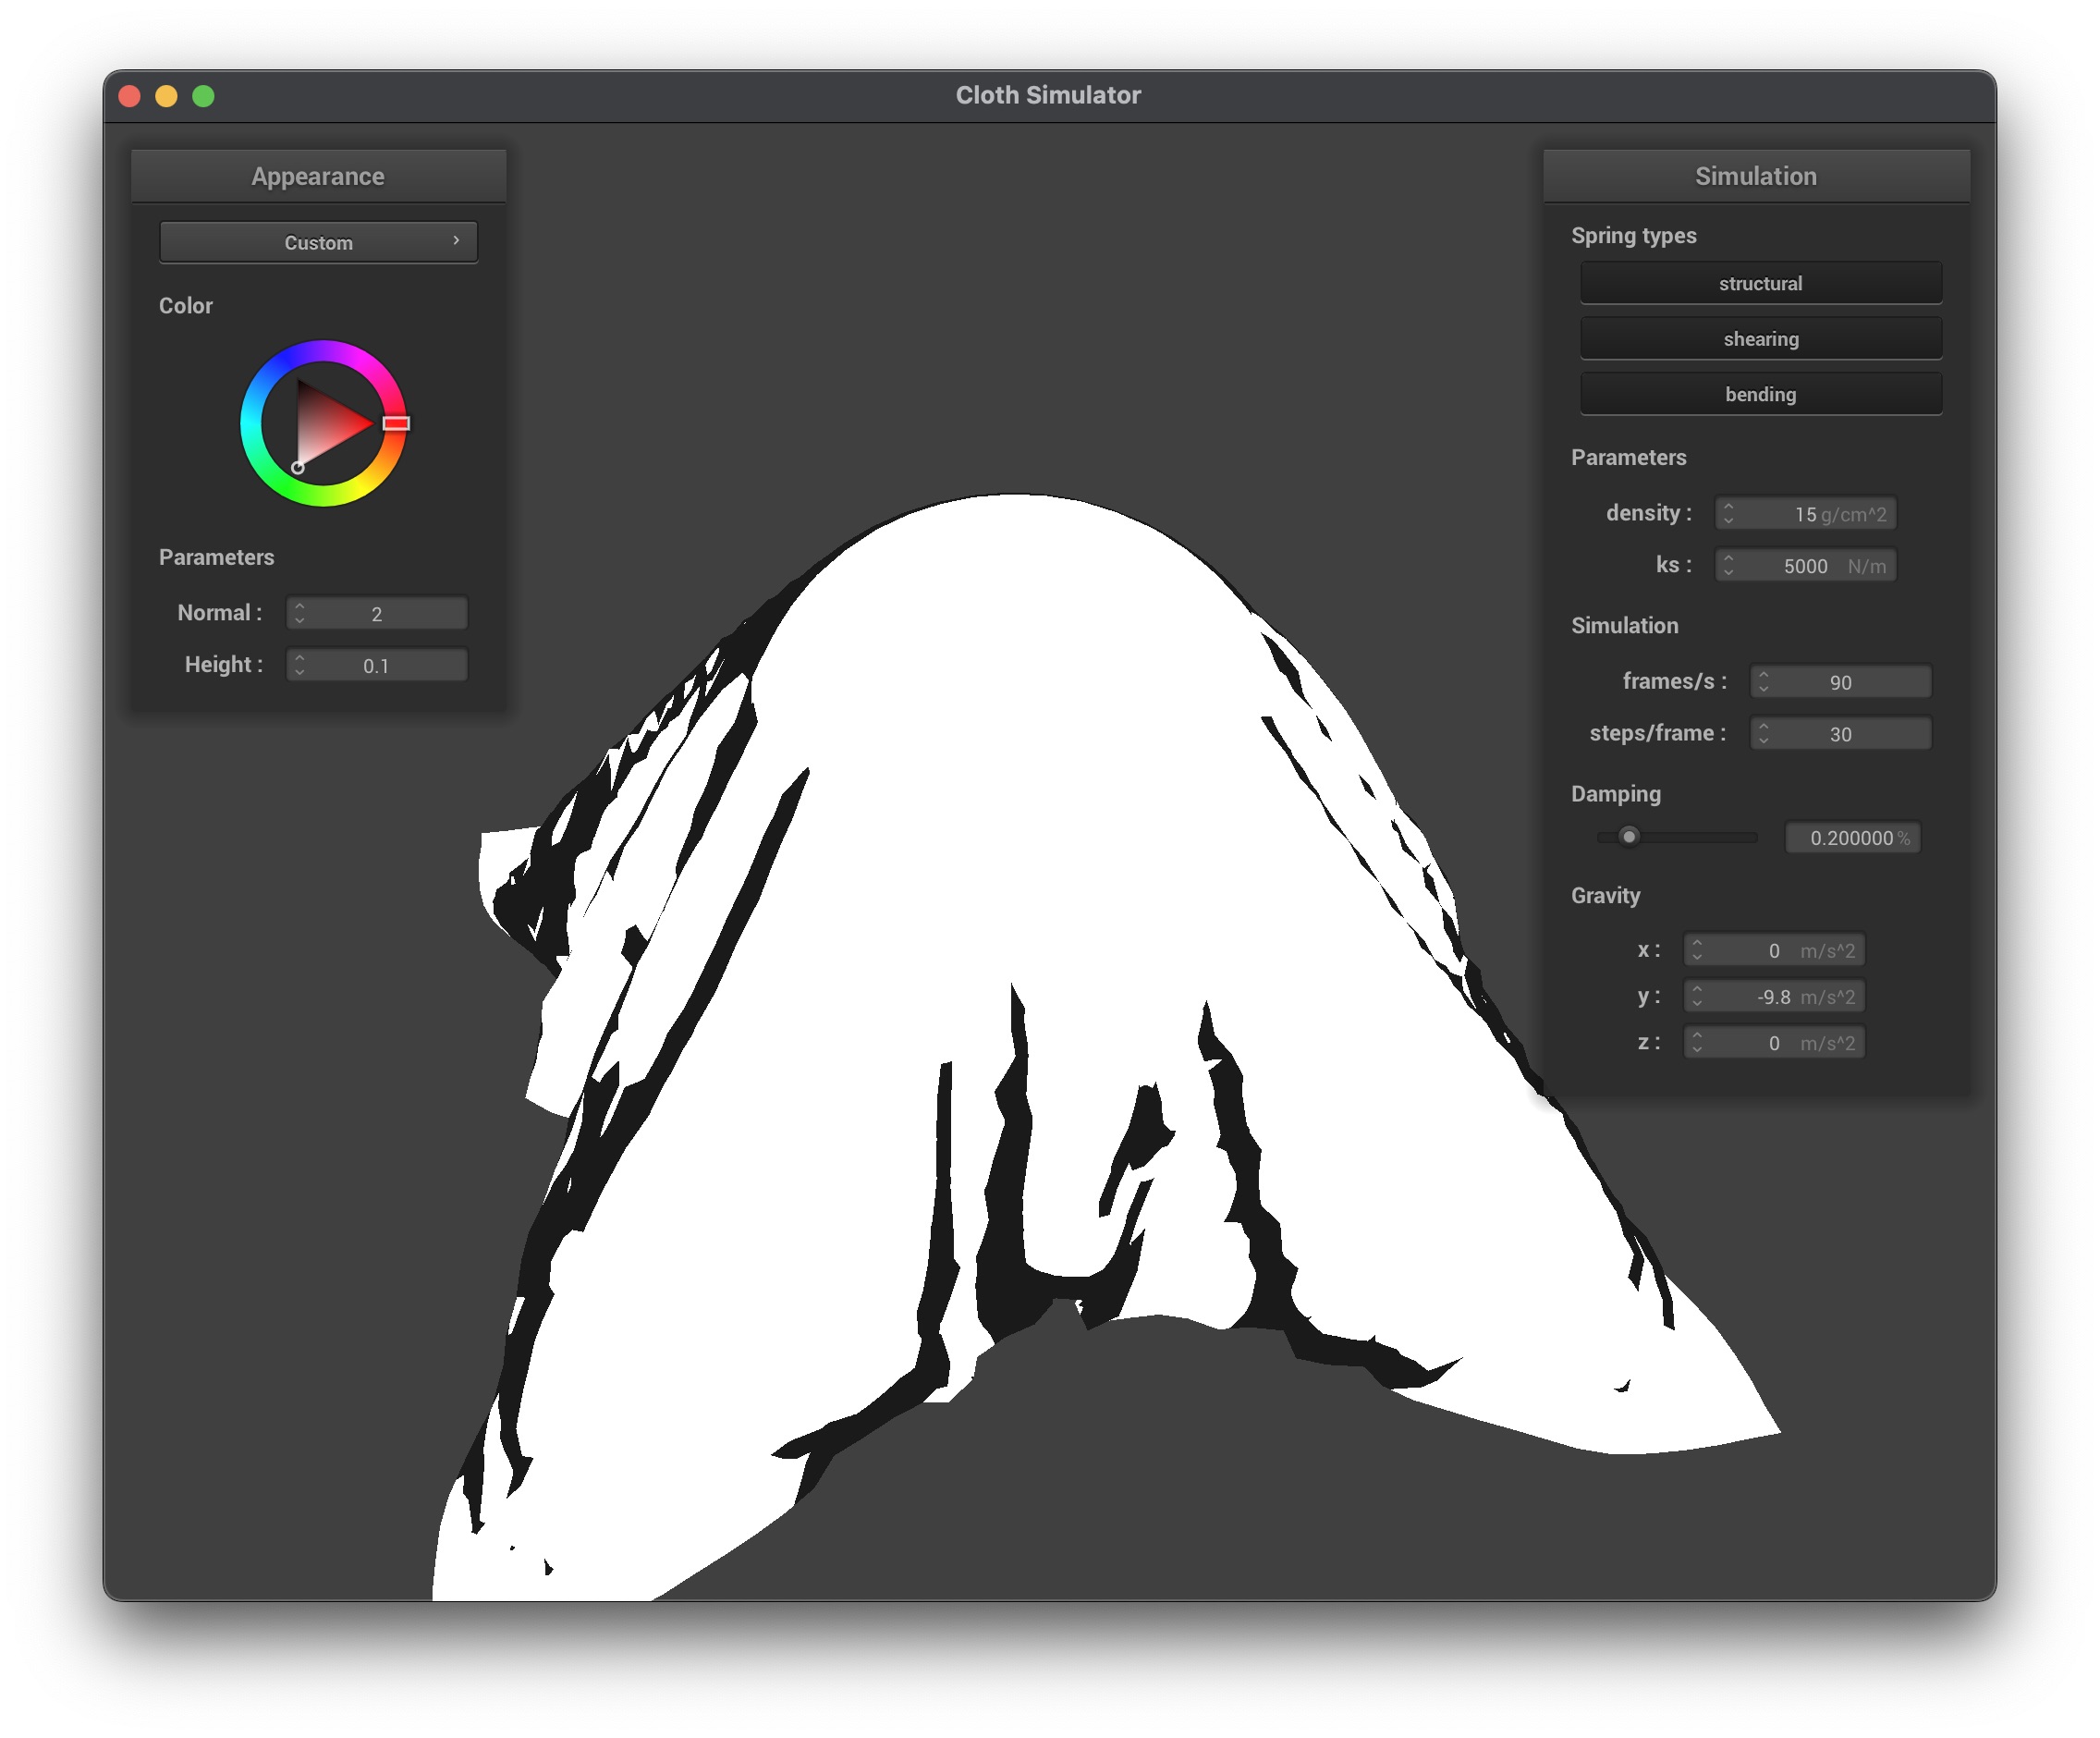 Cloth Simulator
Appearance
Custom
Color
Parameters
Normal : 2
Height : 0.1
Simulation
Spring types
structural
shearing
bending
Parameters
density : 15 g/cm^2
ks : 5000 N/m
Simulation
frames/s : 90
steps/frame : 30
Damping
0.200000 %
Gravity
x : 0 m/s^2
y : -9.8 m/s^2
z : 0 m/s^2